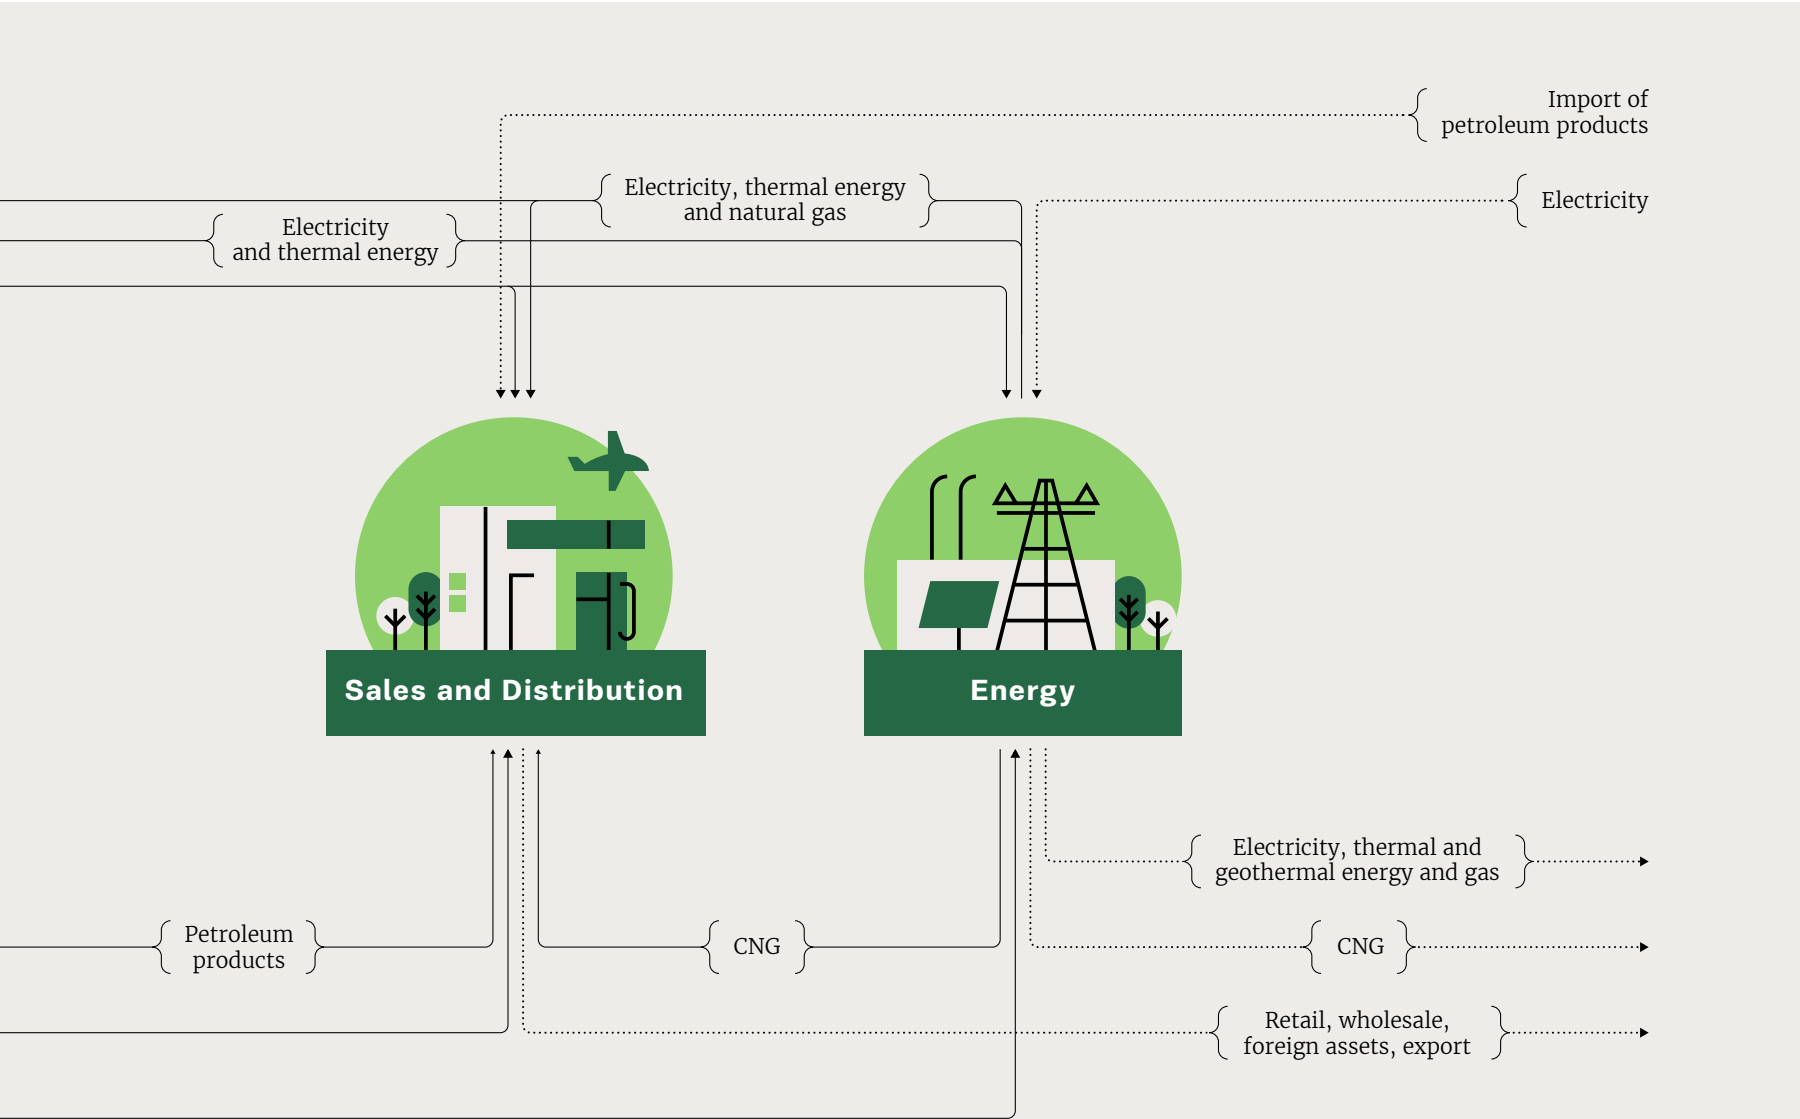 Import of
petroleum products
Electricity, thermal energy
and natural gas
Electricity
Electricity
and thermal energy
Sales and Distribution
Energy
Electricity, thermal and
geothermal energy and gas
Petroleum
products
CNG
CNG
Retail, wholesale,
foreign assets, export